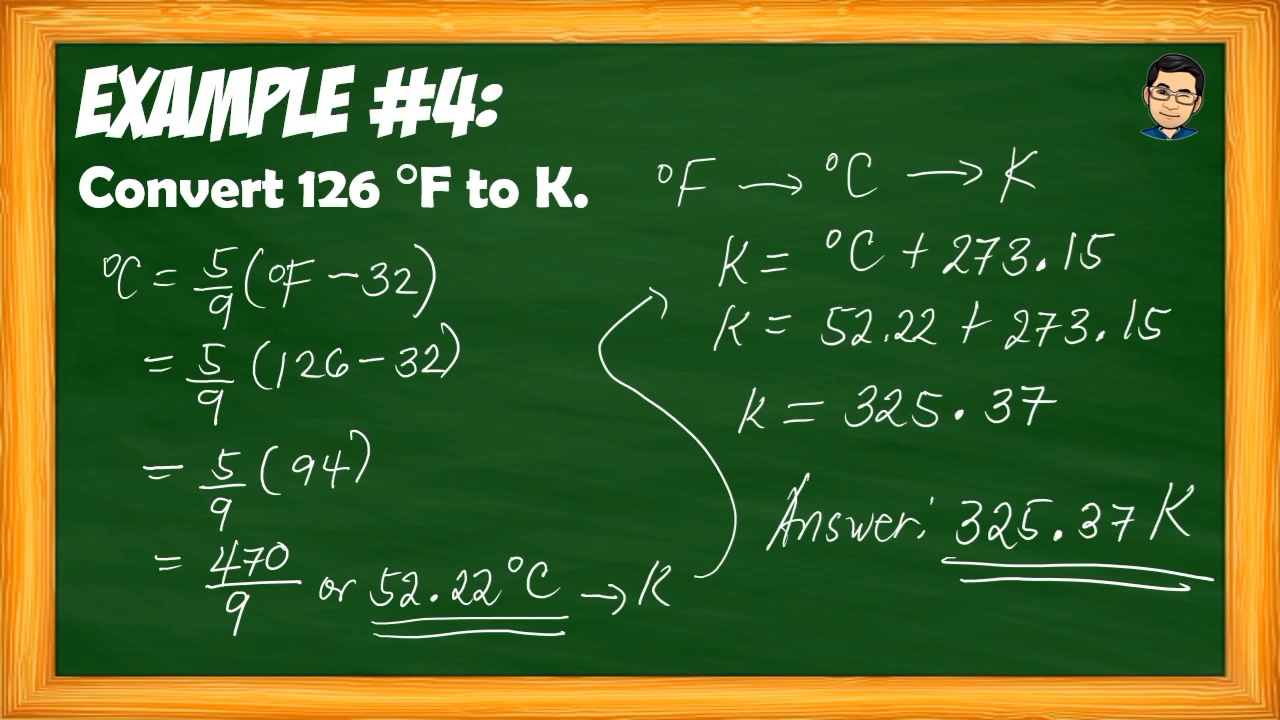 EXAMPLE #4:
Convert 126 °F to K.
°C = 5/9 (°F − 32)
= 5/9 (126 − 32)
= 5/9 (94)
= 470/9 or 52.22 °C → K
°F → °C → K
K = °C + 273.15
K = 52.22 + 273.15
K = 325.37
Answer: 325.37 K